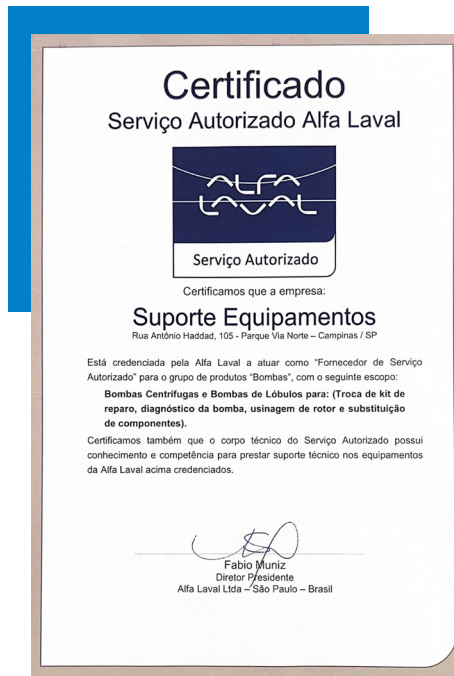 Certificado
Serviço Autorizado Alfa Laval
ALFA
LAVAL
Serviço Autorizado
Certificamos que a empresa:
Suporte Equipamentos
Rua Antônio Haddad, 105 - Parque Via Norte – Campinas / SP
Está credenciada pela Alfa Laval a atuar como “Fornecedor de Serviço
Autorizado” para o grupo de produtos “Bombas”, com o seguinte escopo:
Bombas Centrífugas e Bombas de Lóbulos para: (Troca de kit de
reparo, diagnóstico da bomba, usinagem de rotor e substituição
de componentes).
Certificamos também que o corpo técnico do Serviço Autorizado possui
conhecimento e competência para prestar suporte técnico nos equipamentos
da Alfa Laval acima credenciados.
Fabio Muniz
Diretor Presidente
Alfa Laval Ltda – São Paulo – Brasil